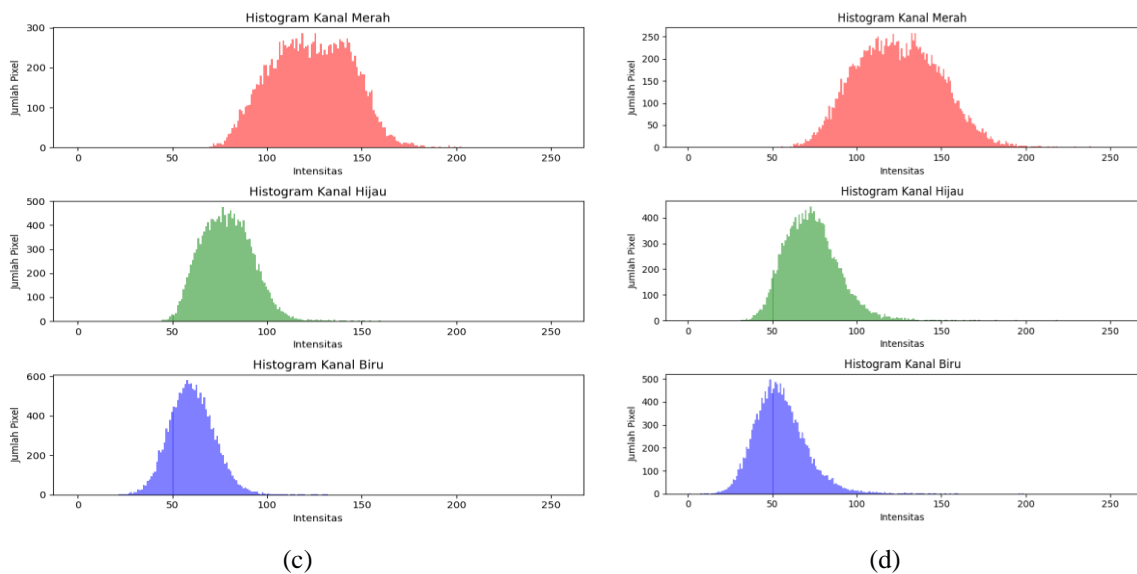 Histogram Kanal Merah
300
200
100
0
Jumlah Pixel
0 50 100 150 200 250
Intensitas
Histogram Kanal Hijau
500
400
300
200
100
0
Jumlah Pixel
0 50 100 150 200 250
Intensitas
Histogram Kanal Biru
600
400
200
0
Jumlah Pixel
0 50 100 150 200 250
Intensitas
(c)
Histogram Kanal Merah
250
200
150
100
50
0
Jumlah Pixel
0 50 100 150 200 250
Intensitas
Histogram Kanal Hijau
400
300
200
100
0
Jumlah Pixel
0 50 100 150 200 250
Intensitas
Histogram Kanal Biru
500
400
300
200
100
0
Jumlah Pixel
0 50 100 150 200 250
Intensitas
(d)